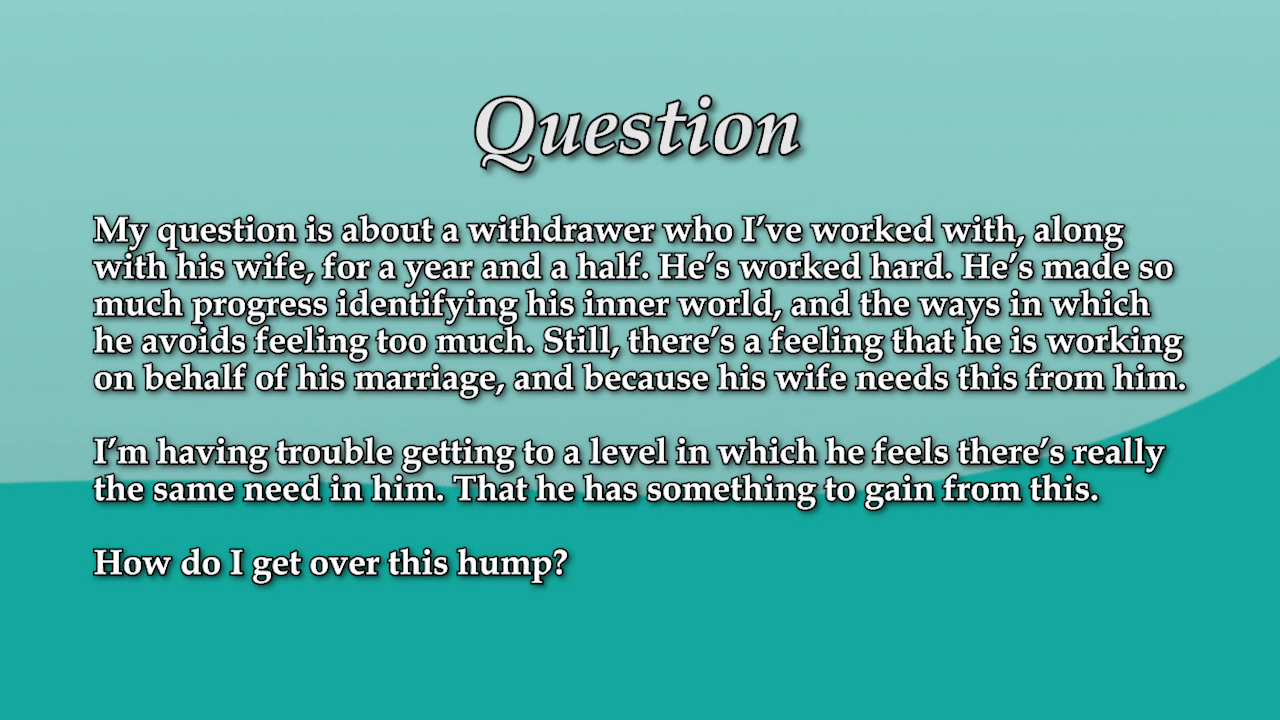 Question
My question is about a withdrawer who I’ve worked with, along
with his wife, for a year and a half. He’s worked hard. He’s made so
much progress identifying his inner world, and the ways in which
he avoids feeling too much. Still, there’s a feeling that he is working
on behalf of his marriage, and because his wife needs this from him.
I’m having trouble getting to a level in which he feels there’s really
the same need in him. That he has something to gain from this.
How do I get over this hump?